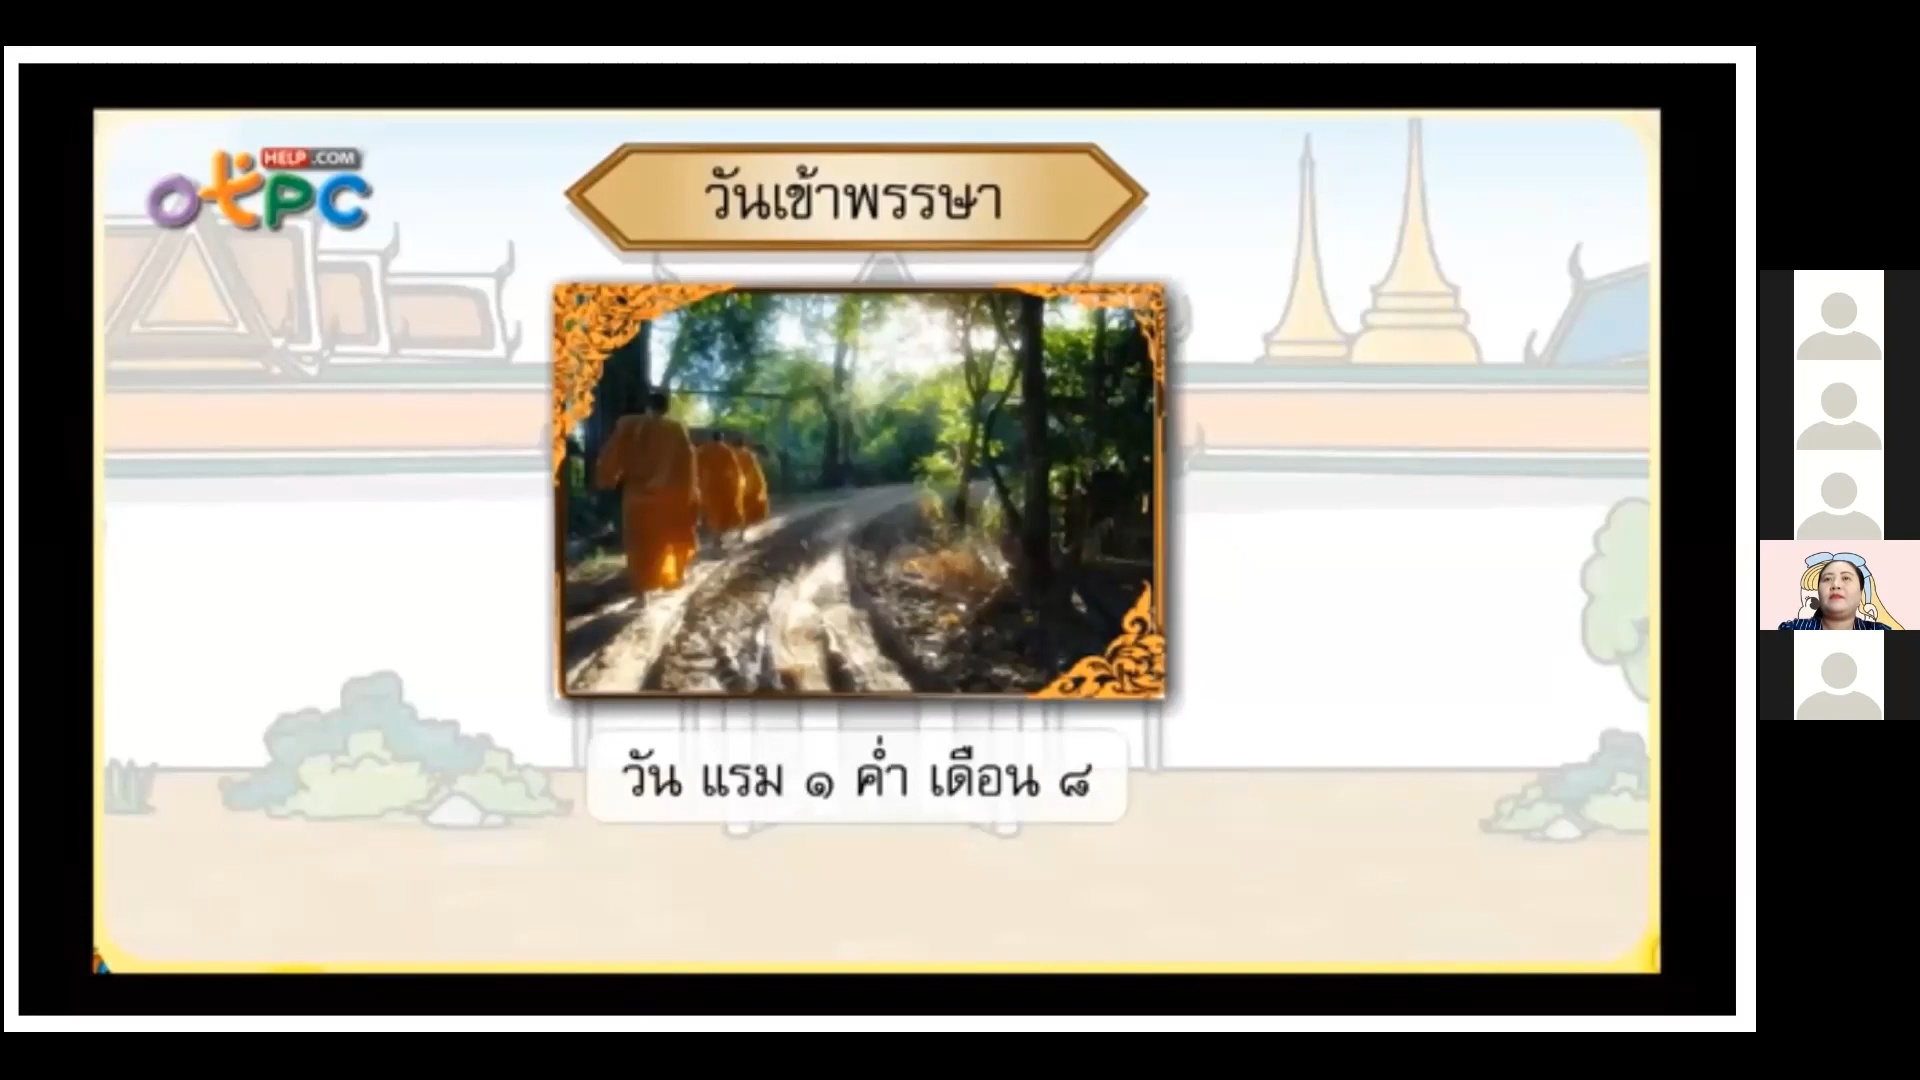 HELP .COM
otPC
วันเข้าพรรษา
วัน แรม ๑ ค่ำ เดือน ๘